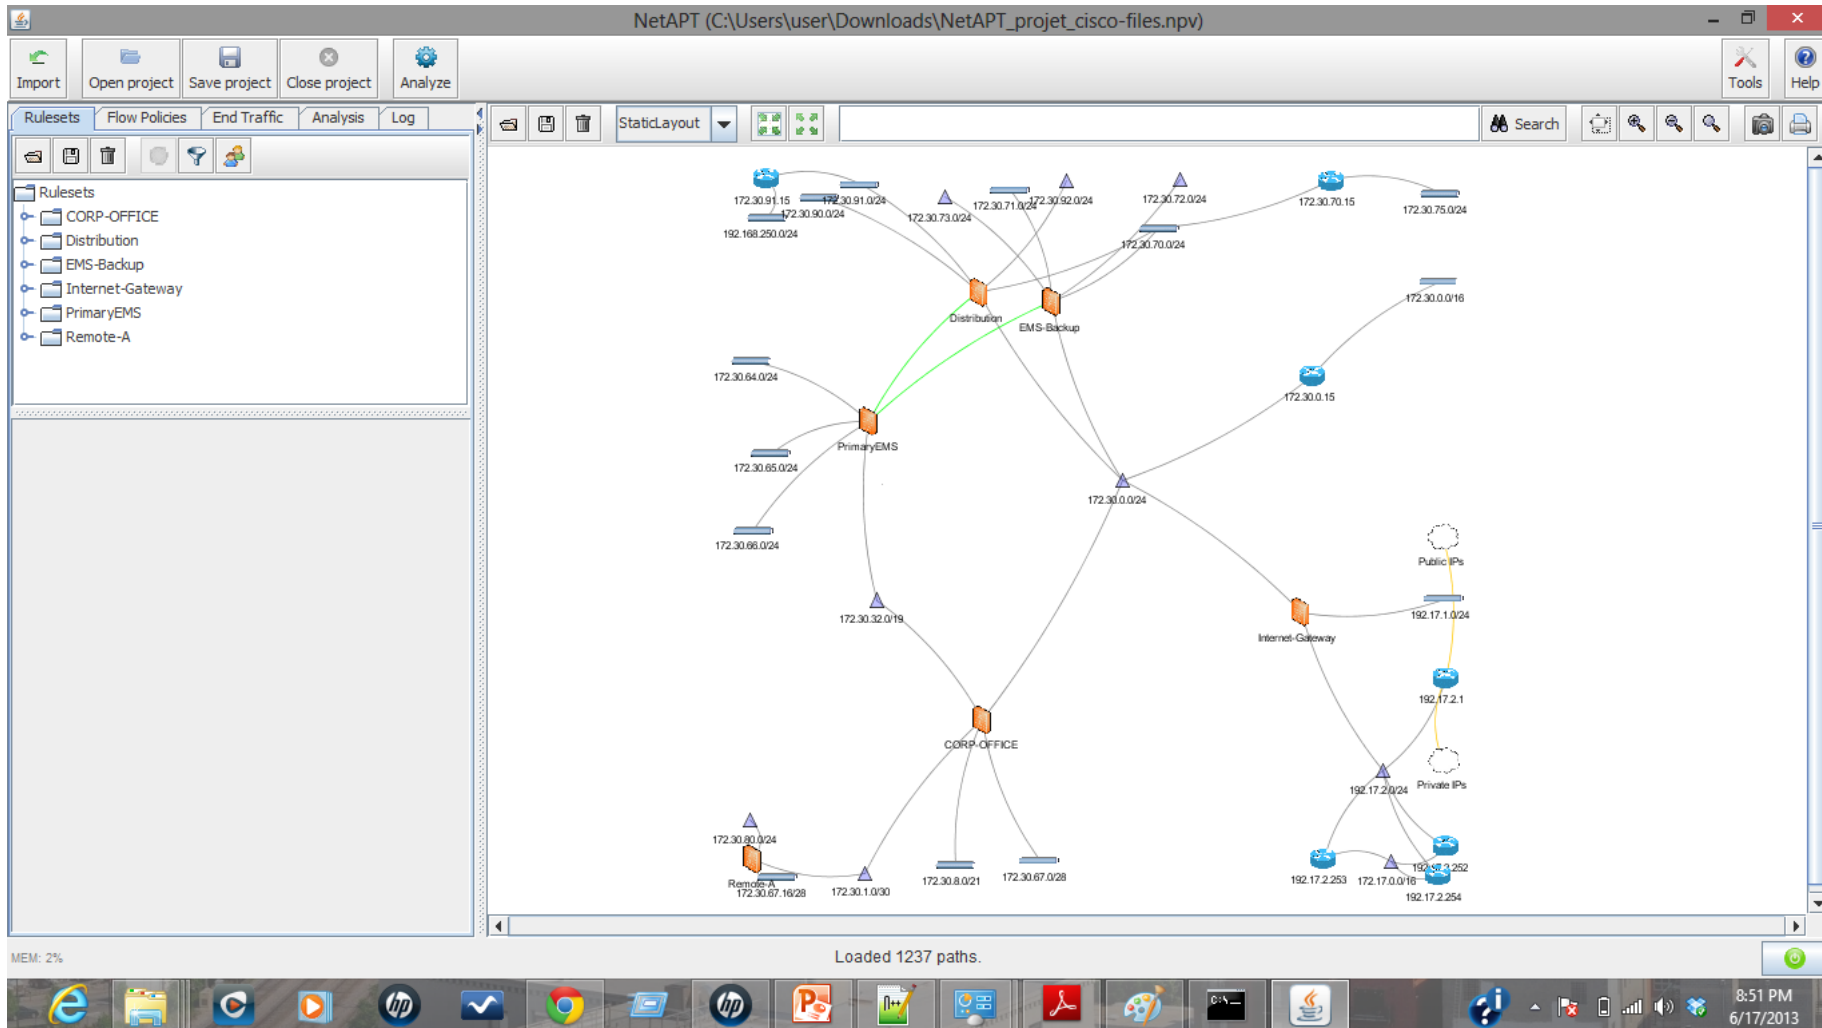 NetAPT (C:\Users\user\Downloads\NetAPT_projet_cisco-files.npv)
Import
Open project
Save project
Close project
Analyze
Tools
Help
Rulesets
Flow Policies
End Traffic
Analysis
Log
StaticLayout
Search
Rulesets
CORP-OFFICE
Distribution
EMS-Backup
Internet-Gateway
PrimaryEMS
Remote-A
172.30.91.15
172.30.91.0/24
172.30.90.0/24
192.168.250.0/24
172.30.73.0/24
172.30.71.0/24
172.30.92.0/24
172.30.72.0/24
172.30.70.0/24
172.30.70.15
172.30.75.0/24
Distribution
EMS-Backup
172.30.0.0/16
172.30.64.0/24
172.30.0.15
PrimaryEMS
172.30.65.0/24
172.30.0.0/24
172.30.66.0/24
Public IPs
172.30.32.0/19
192.17.1.0/24
Internet-Gateway
192.17.2.1
CORP-OFFICE
192.17.2.0/24
Private IPs
172.30.80.0/24
Remote-A
172.30.67.16/28
172.30.1.0/30
172.30.8.0/21
172.30.67.0/28
192.17.2.253
172.17.0.0/16
192.17.2.254
MEM: 2%
Loaded 1237 paths.
8:51 PM
6/17/2013